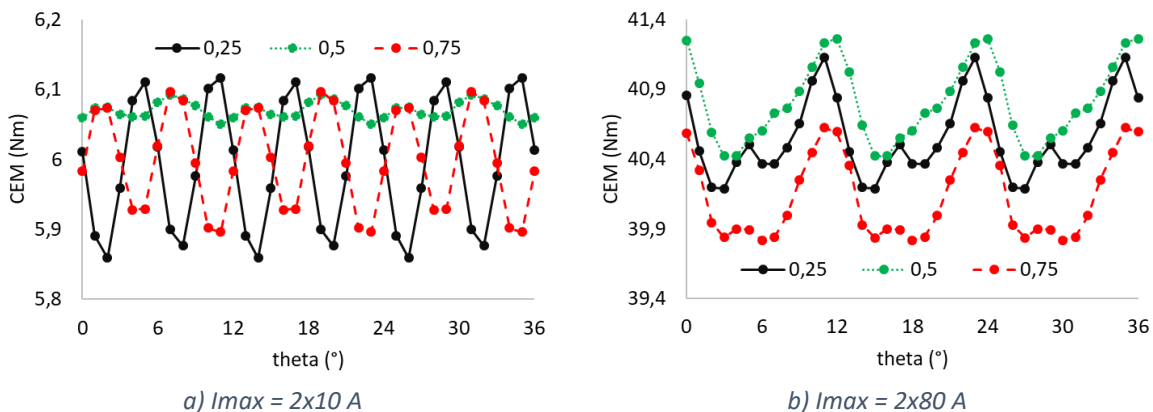 6,2
6,1
6
5,9
5,8
CEM (Nm)
0,25 0,5 0,75
0 6 12 18 24 30 36
theta (°)
a) Imax = 2x10 A
41,4
40,9
40,4
39,9
39,4
CEM (Nm)
0,25 0,5 0,75
0 6 12 18 24 30 36
theta (°)
b) Imax = 2x80 A